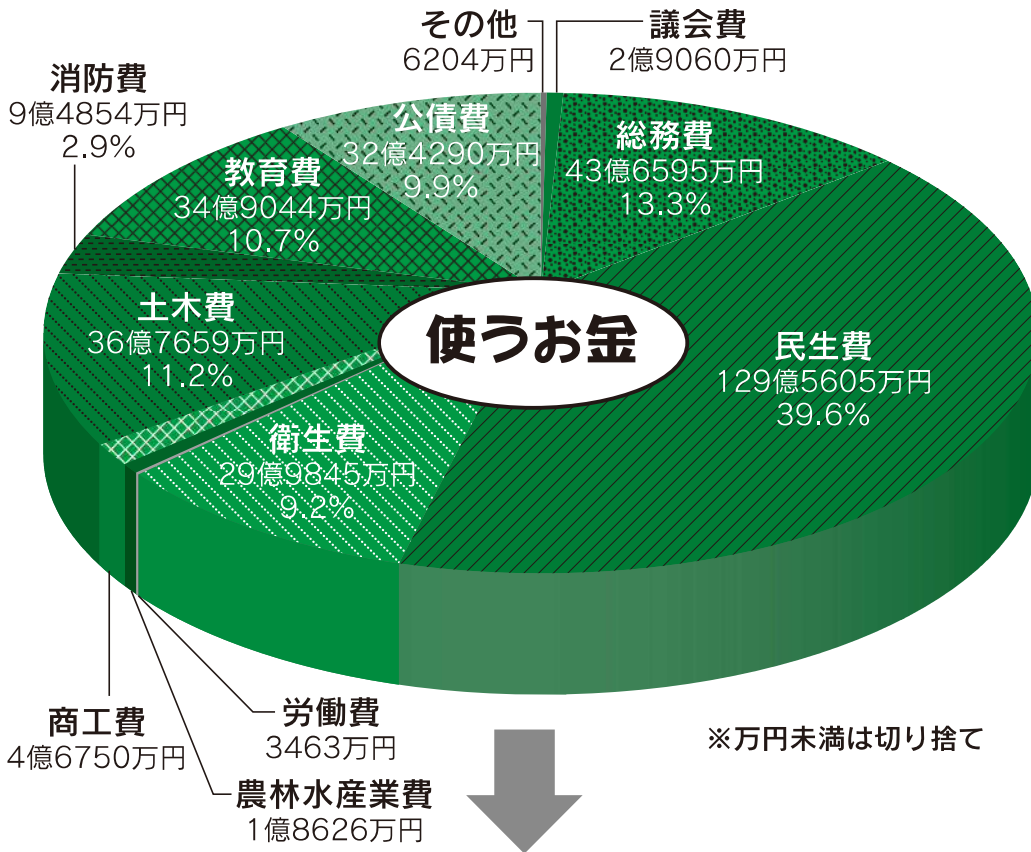 その他
6204万円
議会費
2億9060万円
総務費
43億6595万円
13.3%
民生費
129億5605万円
39.6%
衛生費
29億9845万円
9.2%
労働費
3463万円
農林水産業費
1億8626万円
商工費
4億6750万円
土木費
36億7659万円
11.2%
消防費
9億4854万円
2.9%
教育費
34億9044万円
10.7%
公債費
32億4290万円
9.9%
使うお金
※万円未満は切り捨て